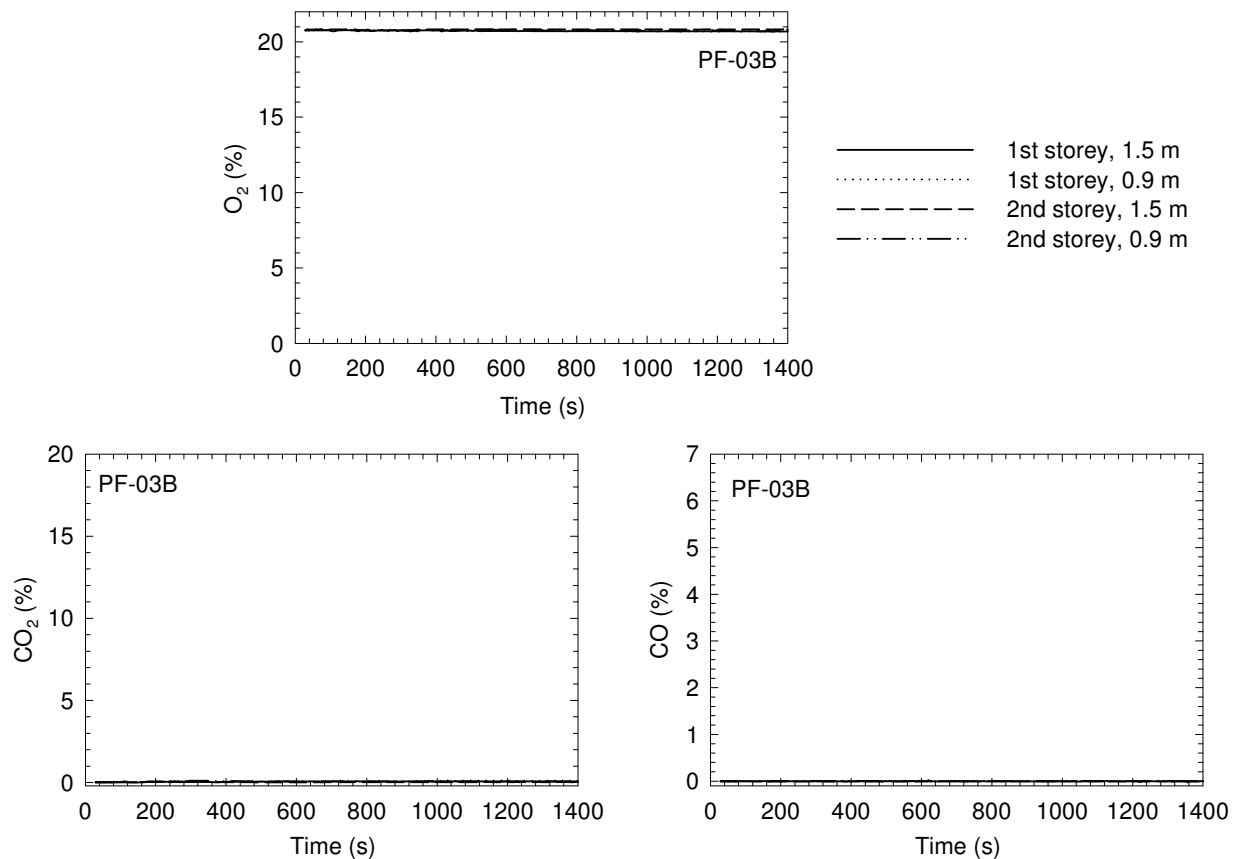 20
15
10
5
0
O2 (%)
PF-03B
0 200 400 600 800 1000 1200 1400
Time (s)
1st storey, 1.5 m
1st storey, 0.9 m
2nd storey, 1.5 m
2nd storey, 0.9 m
20
15
10
5
0
CO2 (%)
PF-03B
0 200 400 600 800 1000 1200 1400
Time (s)
7
6
5
4
3
2
1
0
CO (%)
PF-03B
0 200 400 600 800 1000 1200 1400
Time (s)